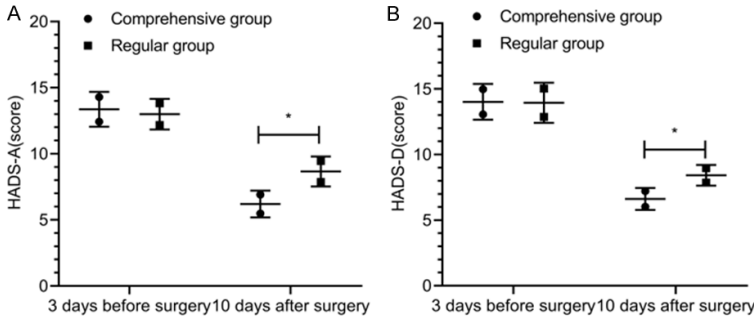 A
Comprehensive group
Regular group
HADS-A(score)
20
15
10
5
0
*
3 days before surgery 10 days after surgery
B
Comprehensive group
Regular group
HADS-D(score)
20
15
10
5
0
*
3 days before surgery 10 days after surgery